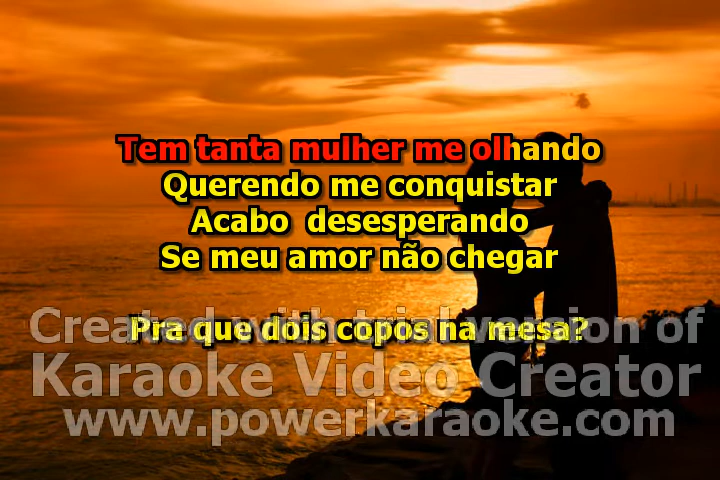 Tem tanta mulher me olhando
Querendo me conquistar
Acabo  desesperando
Se meu amor não chegar
Pra que dois copos na mesa?
Created with trial version of
Karaoke Video Creator
www.powerkaraoke.com